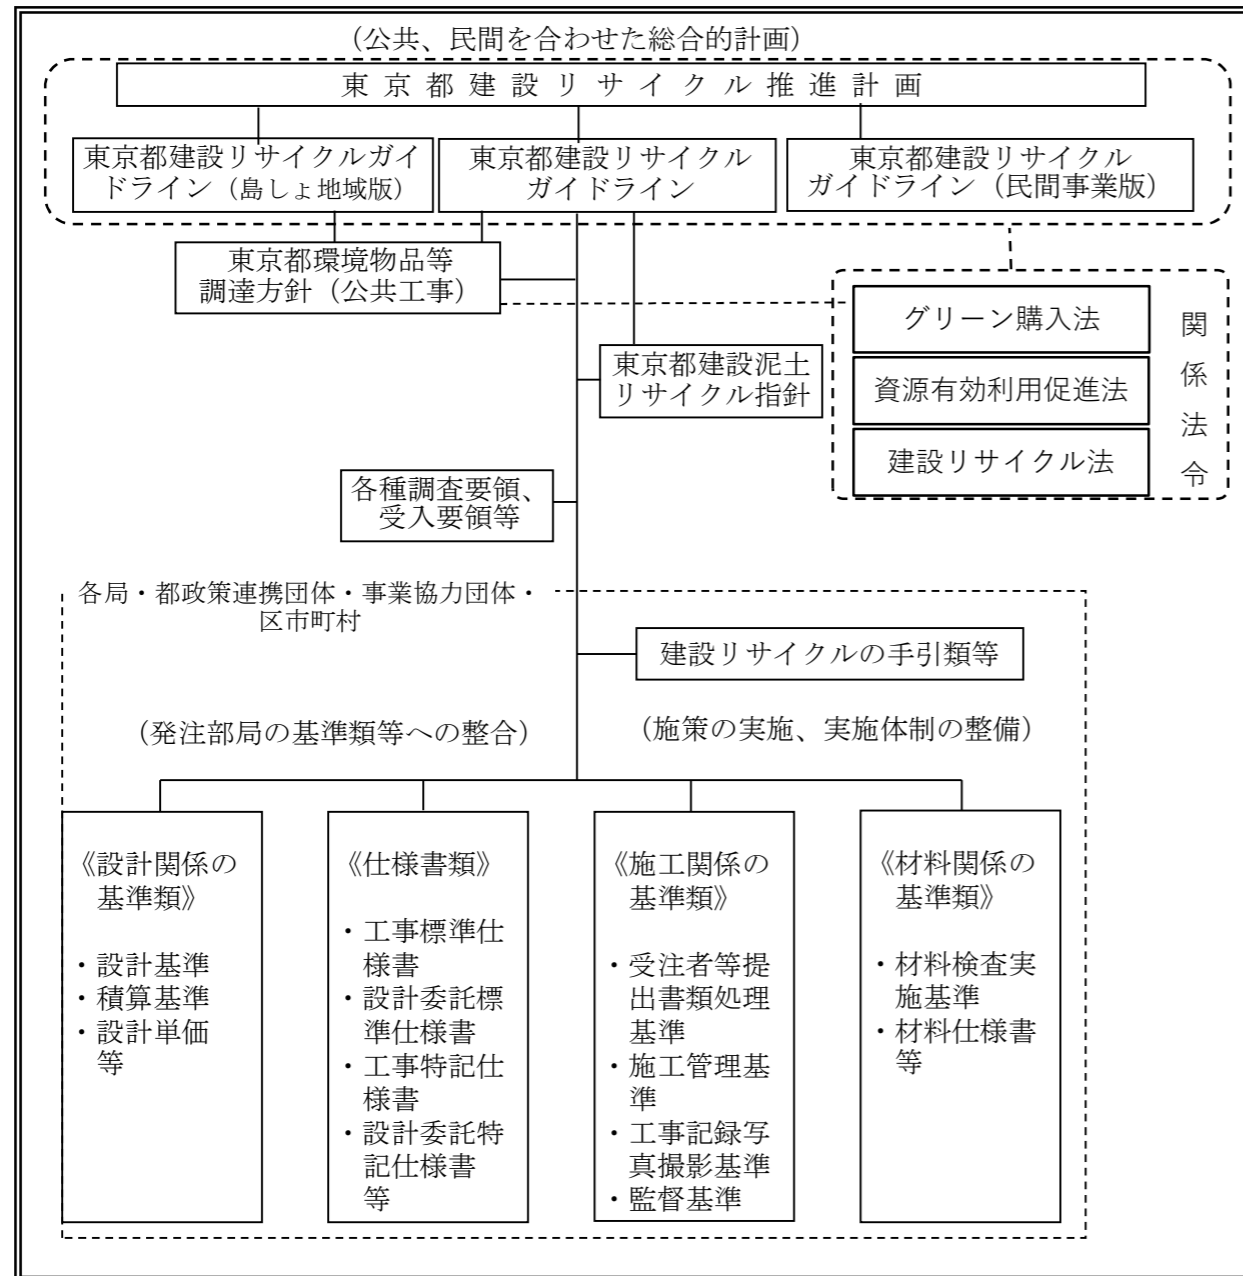 （公共、民間を合わせた総合的計画）
東京都建設リサイクル推進計画
東京都建設リサイクルガイ
ドライン（島しょ地域版）
東京都建設リサイクル
ガイドライン
東京都建設リサイクル
ガイドライン（民間事業版）
東京都環境物品等
調達方針（公共工事）
グリーン購入法
資源有効利用促進法
建設リサイクル法
関
係
法
令
東京都建設泥土
リサイクル指針
各種調査要領、
受入要領等
各局・都政策連携団体・事業協力団体・
区市町村
建設リサイクルの手引類等
（発注部局の基準類等への整合）
（施策の実施、実施体制の整備）
《設計関係の
基準類》
・設計基準
・積算基準
・設計単価
等
《仕様書類》
・工事標準仕
様書
・設計委託標
準仕様書
・工事特記仕
様書
・設計委託特
記仕様書
等
《施工関係の
基準類》
・受注者等提
出書類処理
基準
・施工管理基
準
・工事記録写
真撮影基準
・監督基準
《材料関係の
基準類》
・材料検査実
施基準
・材料仕様書
等